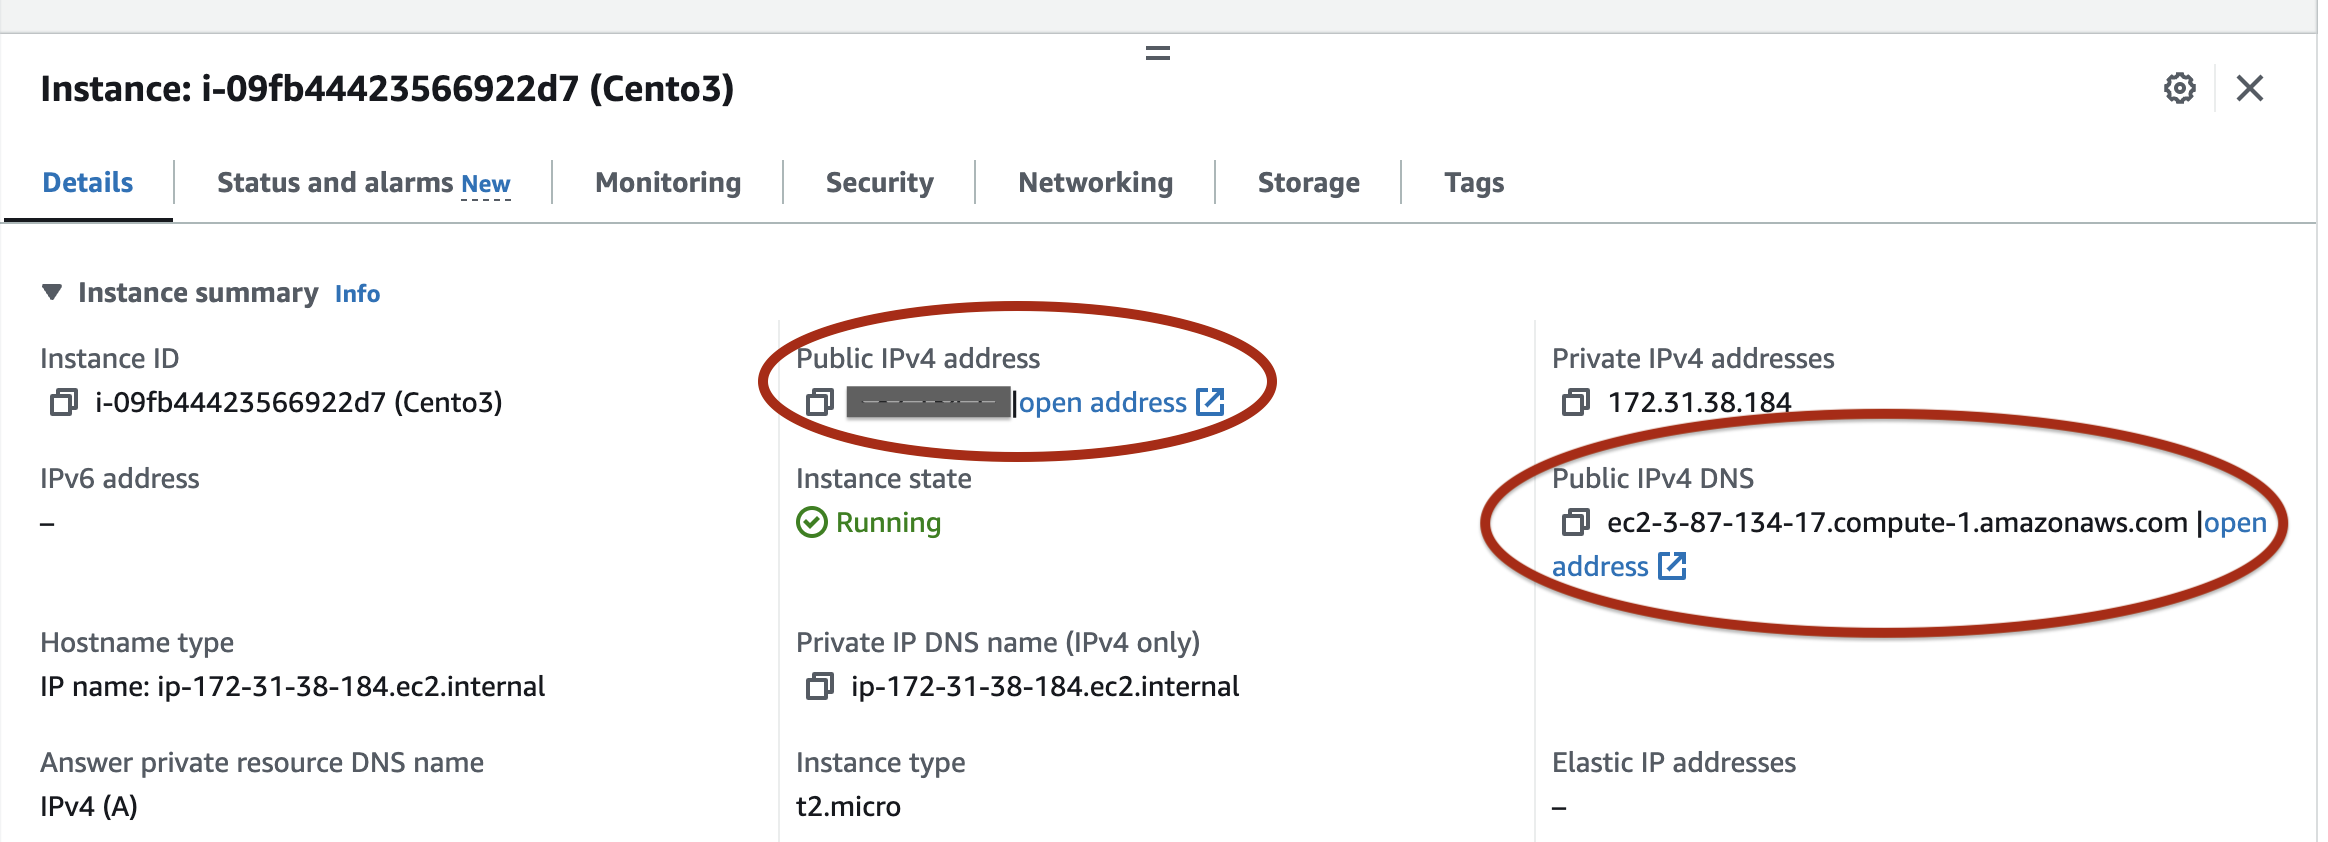 Instance: i-09fb44423566922d7 (Cento3)
Details
Status and alarms New
Monitoring
Security
Networking
Storage
Tags
Instance summary Info
Instance ID
i-09fb44423566922d7 (Cento3)
Public IPv4 address
|open address
Private IPv4 addresses
172.31.38.184
IPv6 address
–
Instance state
Running
Public IPv4 DNS
ec2-3-87-134-17.compute-1.amazonaws.com |open
address
Hostname type
IP name: ip-172-31-38-184.ec2.internal
Private IP DNS name (IPv4 only)
ip-172-31-38-184.ec2.internal
Answer private resource DNS name
IPv4 (A)
Instance type
t2.micro
Elastic IP addresses
–